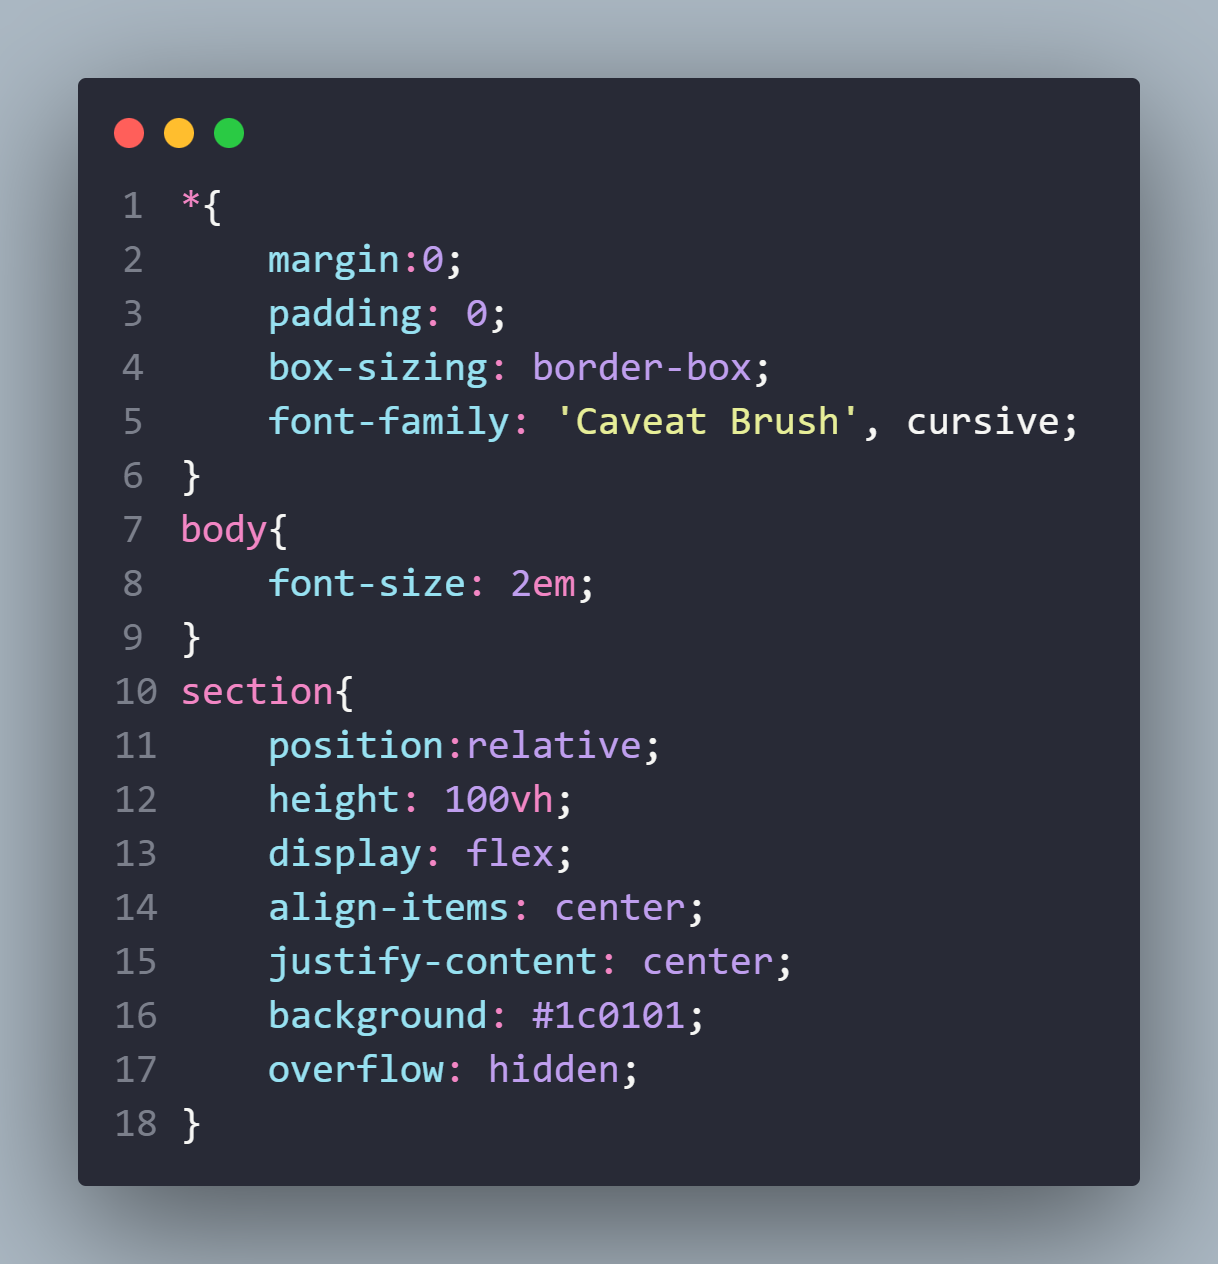 1 *{
2     margin:0;
3     padding: 0;
4     box-sizing: border-box;
5     font-family: 'Caveat Brush', cursive;
6 }
7 body{
8     font-size: 2em;
9 }
10 section{
11     position:relative;
12     height: 100vh;
13     display: flex;
14     align-items: center;
15     justify-content: center;
16     background: #1c0101;
17     overflow: hidden;
18 }